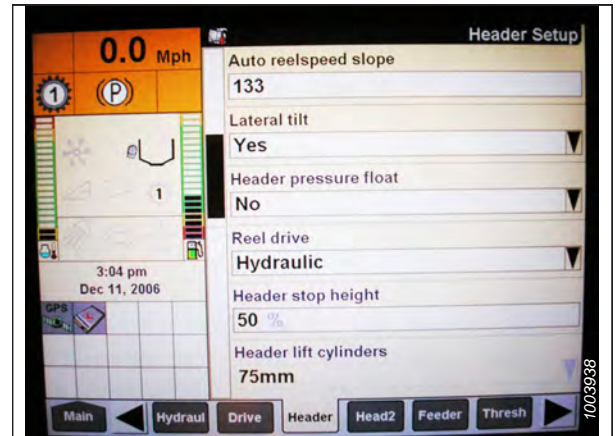 Header Setup
0.0 Mph
1
(P)
Auto reelspeed slope
133
Lateral tilt
Yes
1
Header pressure float
No
Reel drive
Hydraulic
3:04 pm
Dec 11, 2006
Header stop height
50 %
GPS
Header lift cylinders
75mm
Main
Hydraul
Drive
Header
Head2
Feeder
Thresh
1003938